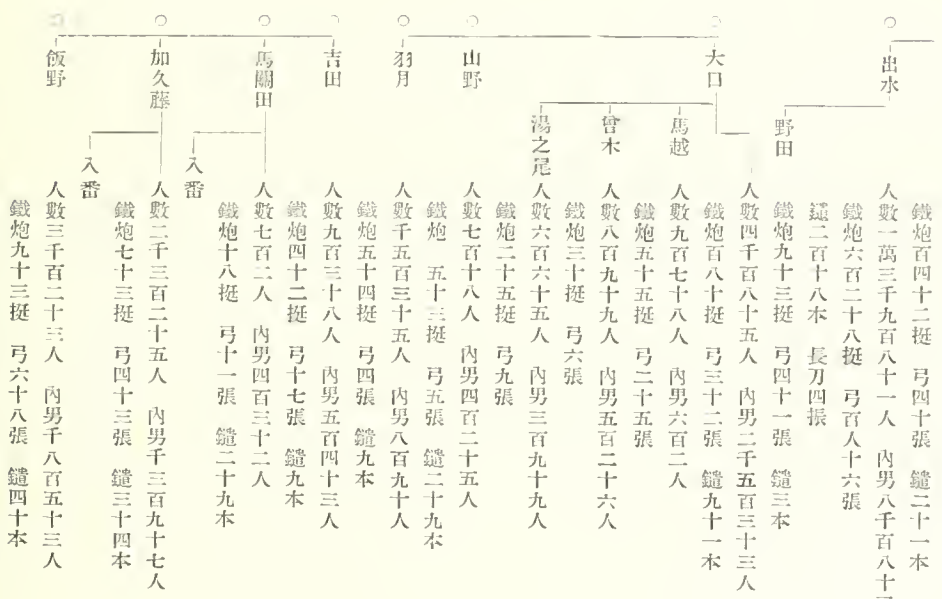 鐵炮百四十二挺　弓四十張　鑓二十一本
○出水
人數一萬三千九百八十一人　內男八千百八十
鐵炮六百二十八挺　弓百人十六張
鑓二百十八本　長刀四振
野田
鐵炮九十三挺　弓四十一張　鑓三本
○大口
人數四千百八十五人　內男二千五百三十三人
鐵炮百八十挺　弓三十二張　鑓九十一本
馬越
人數九百七十八人　內男六百二人
鐵炮五十五挺　弓二十五張
曾木
人數八百九十九人　內男五百二十六人
鐵炮三十挺　弓六張
湯之尾
人數六百六十五人　內男三百九十九人
鐵炮二十五挺　弓九張
○山野
人數七百十八人　內男四百二十五人
鐵炮　五十三挺　弓五張　鑓二十九本
○羽月
人數千五百三十五人　內男八百九十人
鐵炮五十四挺　弓四張　鑓九本
○吉田
人數九百三十八人　內男五百四十三人
鐵炮四十二挺　弓十七張　鑓九本
○馬關田
人數七百二人　內男四百三十二人
鐵炮十八挺　弓十一張　鑓二十九本
入番
○加久藤
人數二千三百二十五人　內男千三百九十七人
鐵炮七十三挺　弓四十三張　鑓三十四本
入番
○飯野
人數三千百二十三人　內男千八百五十三人
鐵炮九十三挺　弓六十八張　鑓四十本